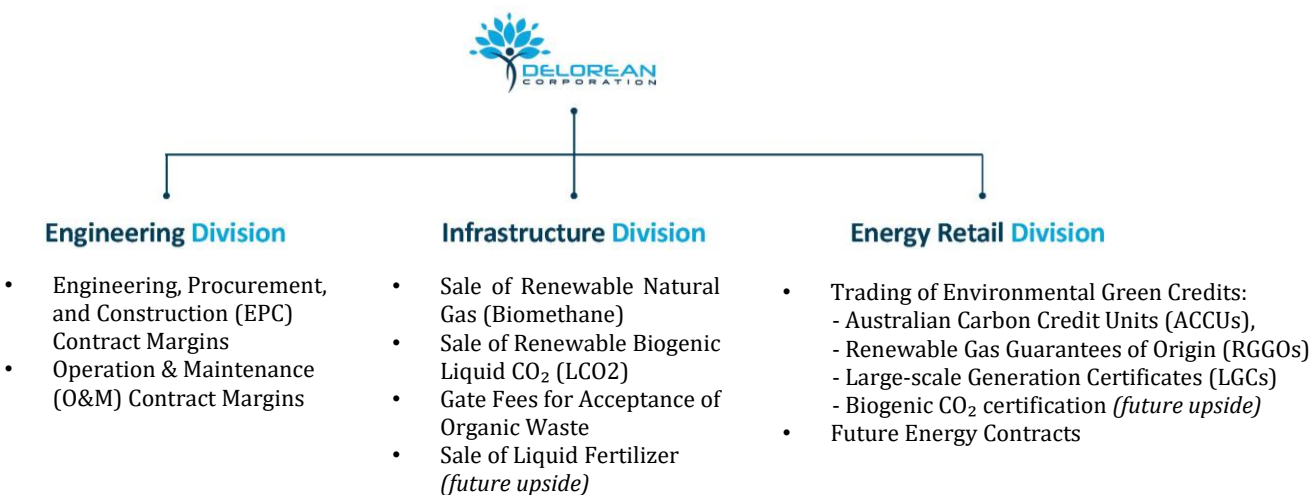 DELOREAN
CORPORATION
Engineering Division
• Engineering, Procurement,
and Construction (EPC)
Contract Margins
• Operation & Maintenance
(O&M) Contract Margins
Infrastructure Division
• Sale of Renewable Natural
Gas (Biomethane)
• Sale of Renewable Biogenic
Liquid CO₂ (LCO2)
• Gate Fees for Acceptance of
Organic Waste
• Sale of Liquid Fertilizer
(future upside)
Energy Retail Division
• Trading of Environmental Green Credits:
- Australian Carbon Credit Units (ACCUs),
- Renewable Gas Guarantees of Origin (RGGOs)
- Large-scale Generation Certificates (LGCs)
- Biogenic CO₂ certification (future upside)
• Future Energy Contracts